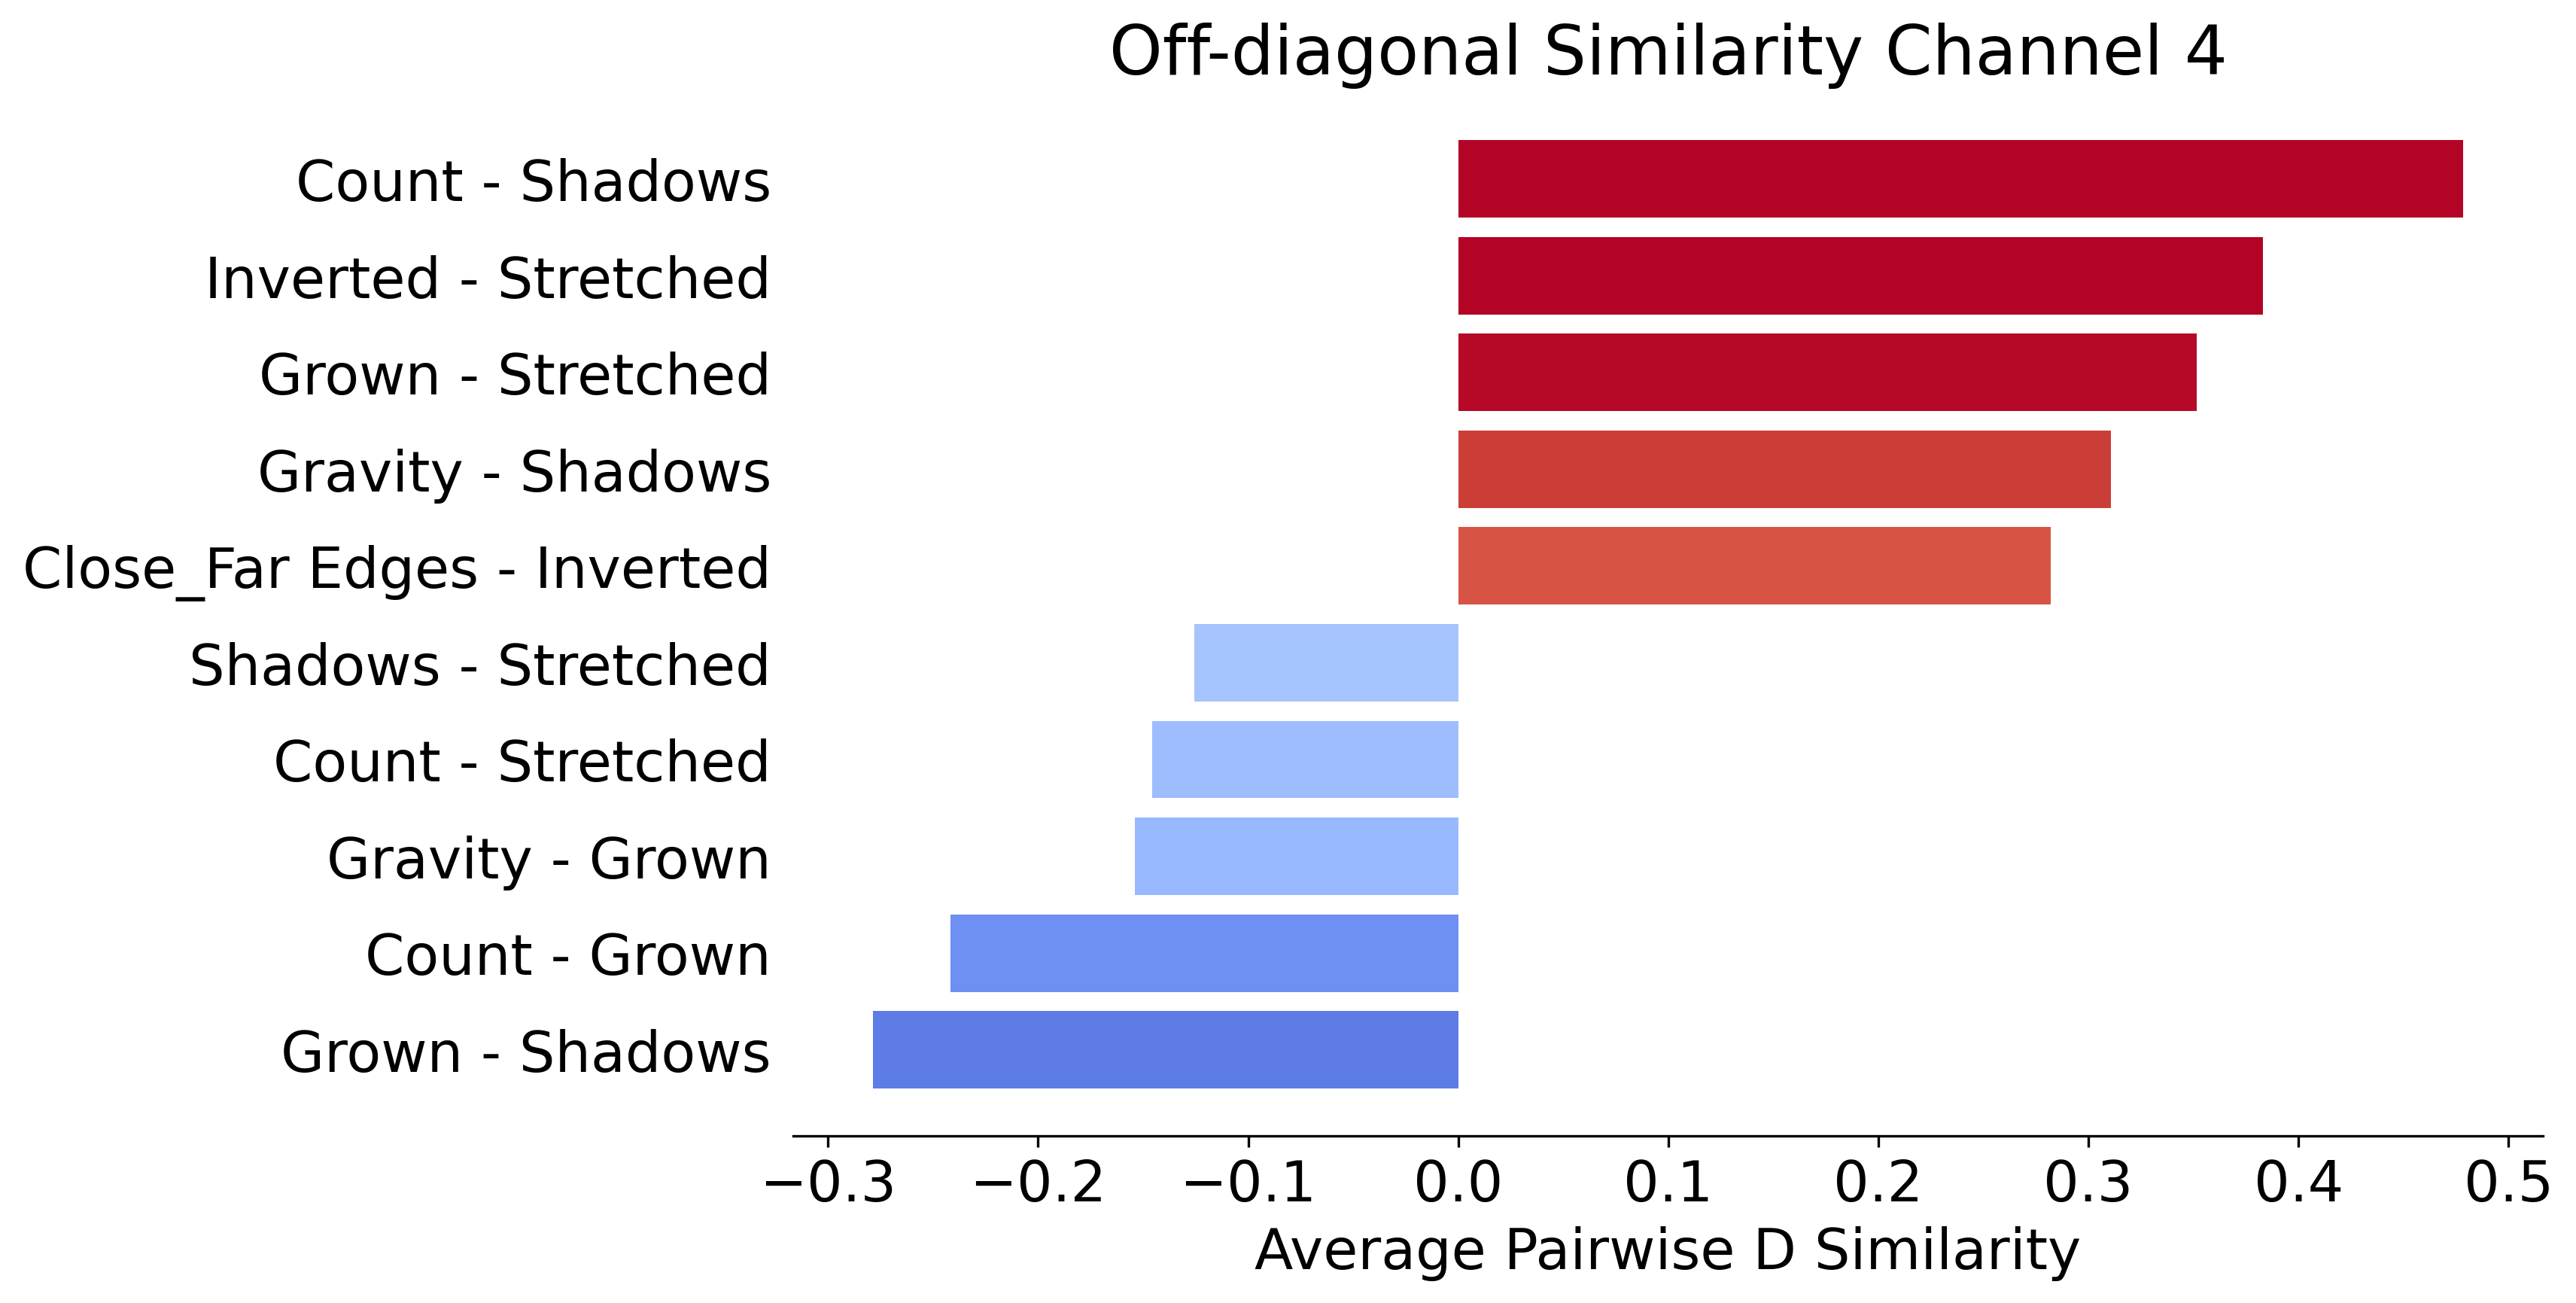 Off-diagonal Similarity Channel 4
Count - Shadows
Inverted - Stretched
Grown - Stretched
Gravity - Shadows
Close_Far Edges - Inverted
Shadows - Stretched
Count - Stretched
Gravity - Grown
Count - Grown
Grown - Shadows
−0.3 −0.2 −0.1 0.0 0.1 0.2 0.3 0.4 0.5
Average Pairwise D Similarity